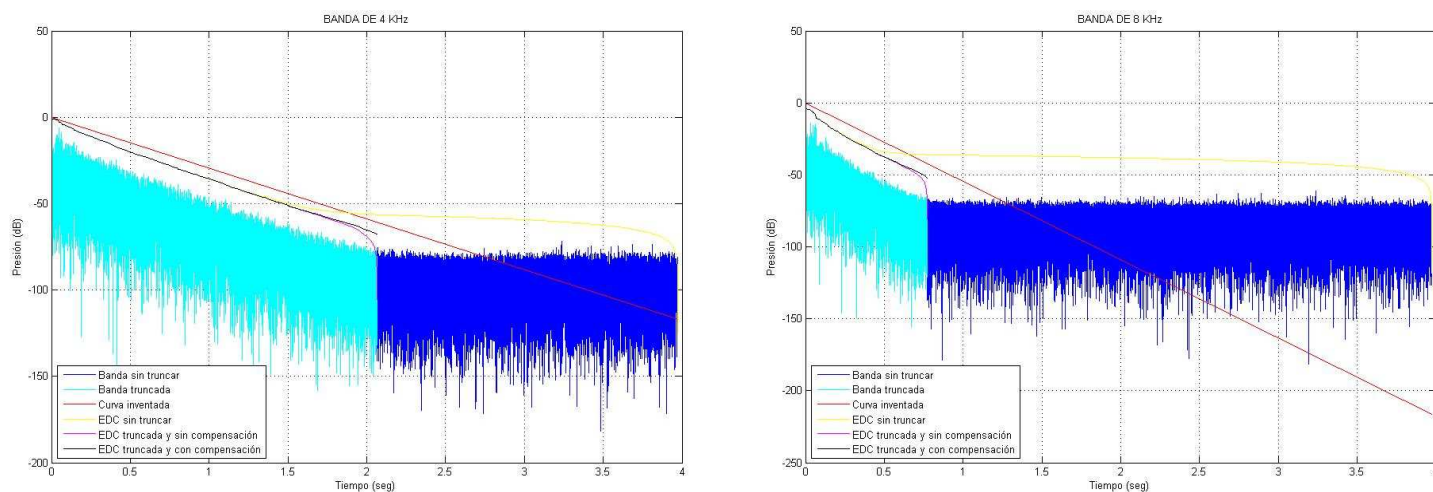 BANDA DE 4 KHz
50
0
-50
-100
-150
-200
Presión (dB)
0
0.5
1
1.5
2
2.5
3
3.5
4
Tiempo (seg)
Banda sin truncar
Banda truncada
Curva inventada
EDC sin truncar
EDC truncada y sin compensación
EDC truncada y con compensación
BANDA DE 8 KHz
50
0
-50
-100
-150
-200
-250
Presión (dB)
0
0.5
1
1.5
2
2.5
3
3.5
Tiempo (seg)
Banda sin truncar
Banda truncada
Curva inventada
EDC sin truncar
EDC truncada y sin compensación
EDC truncada y con compensación